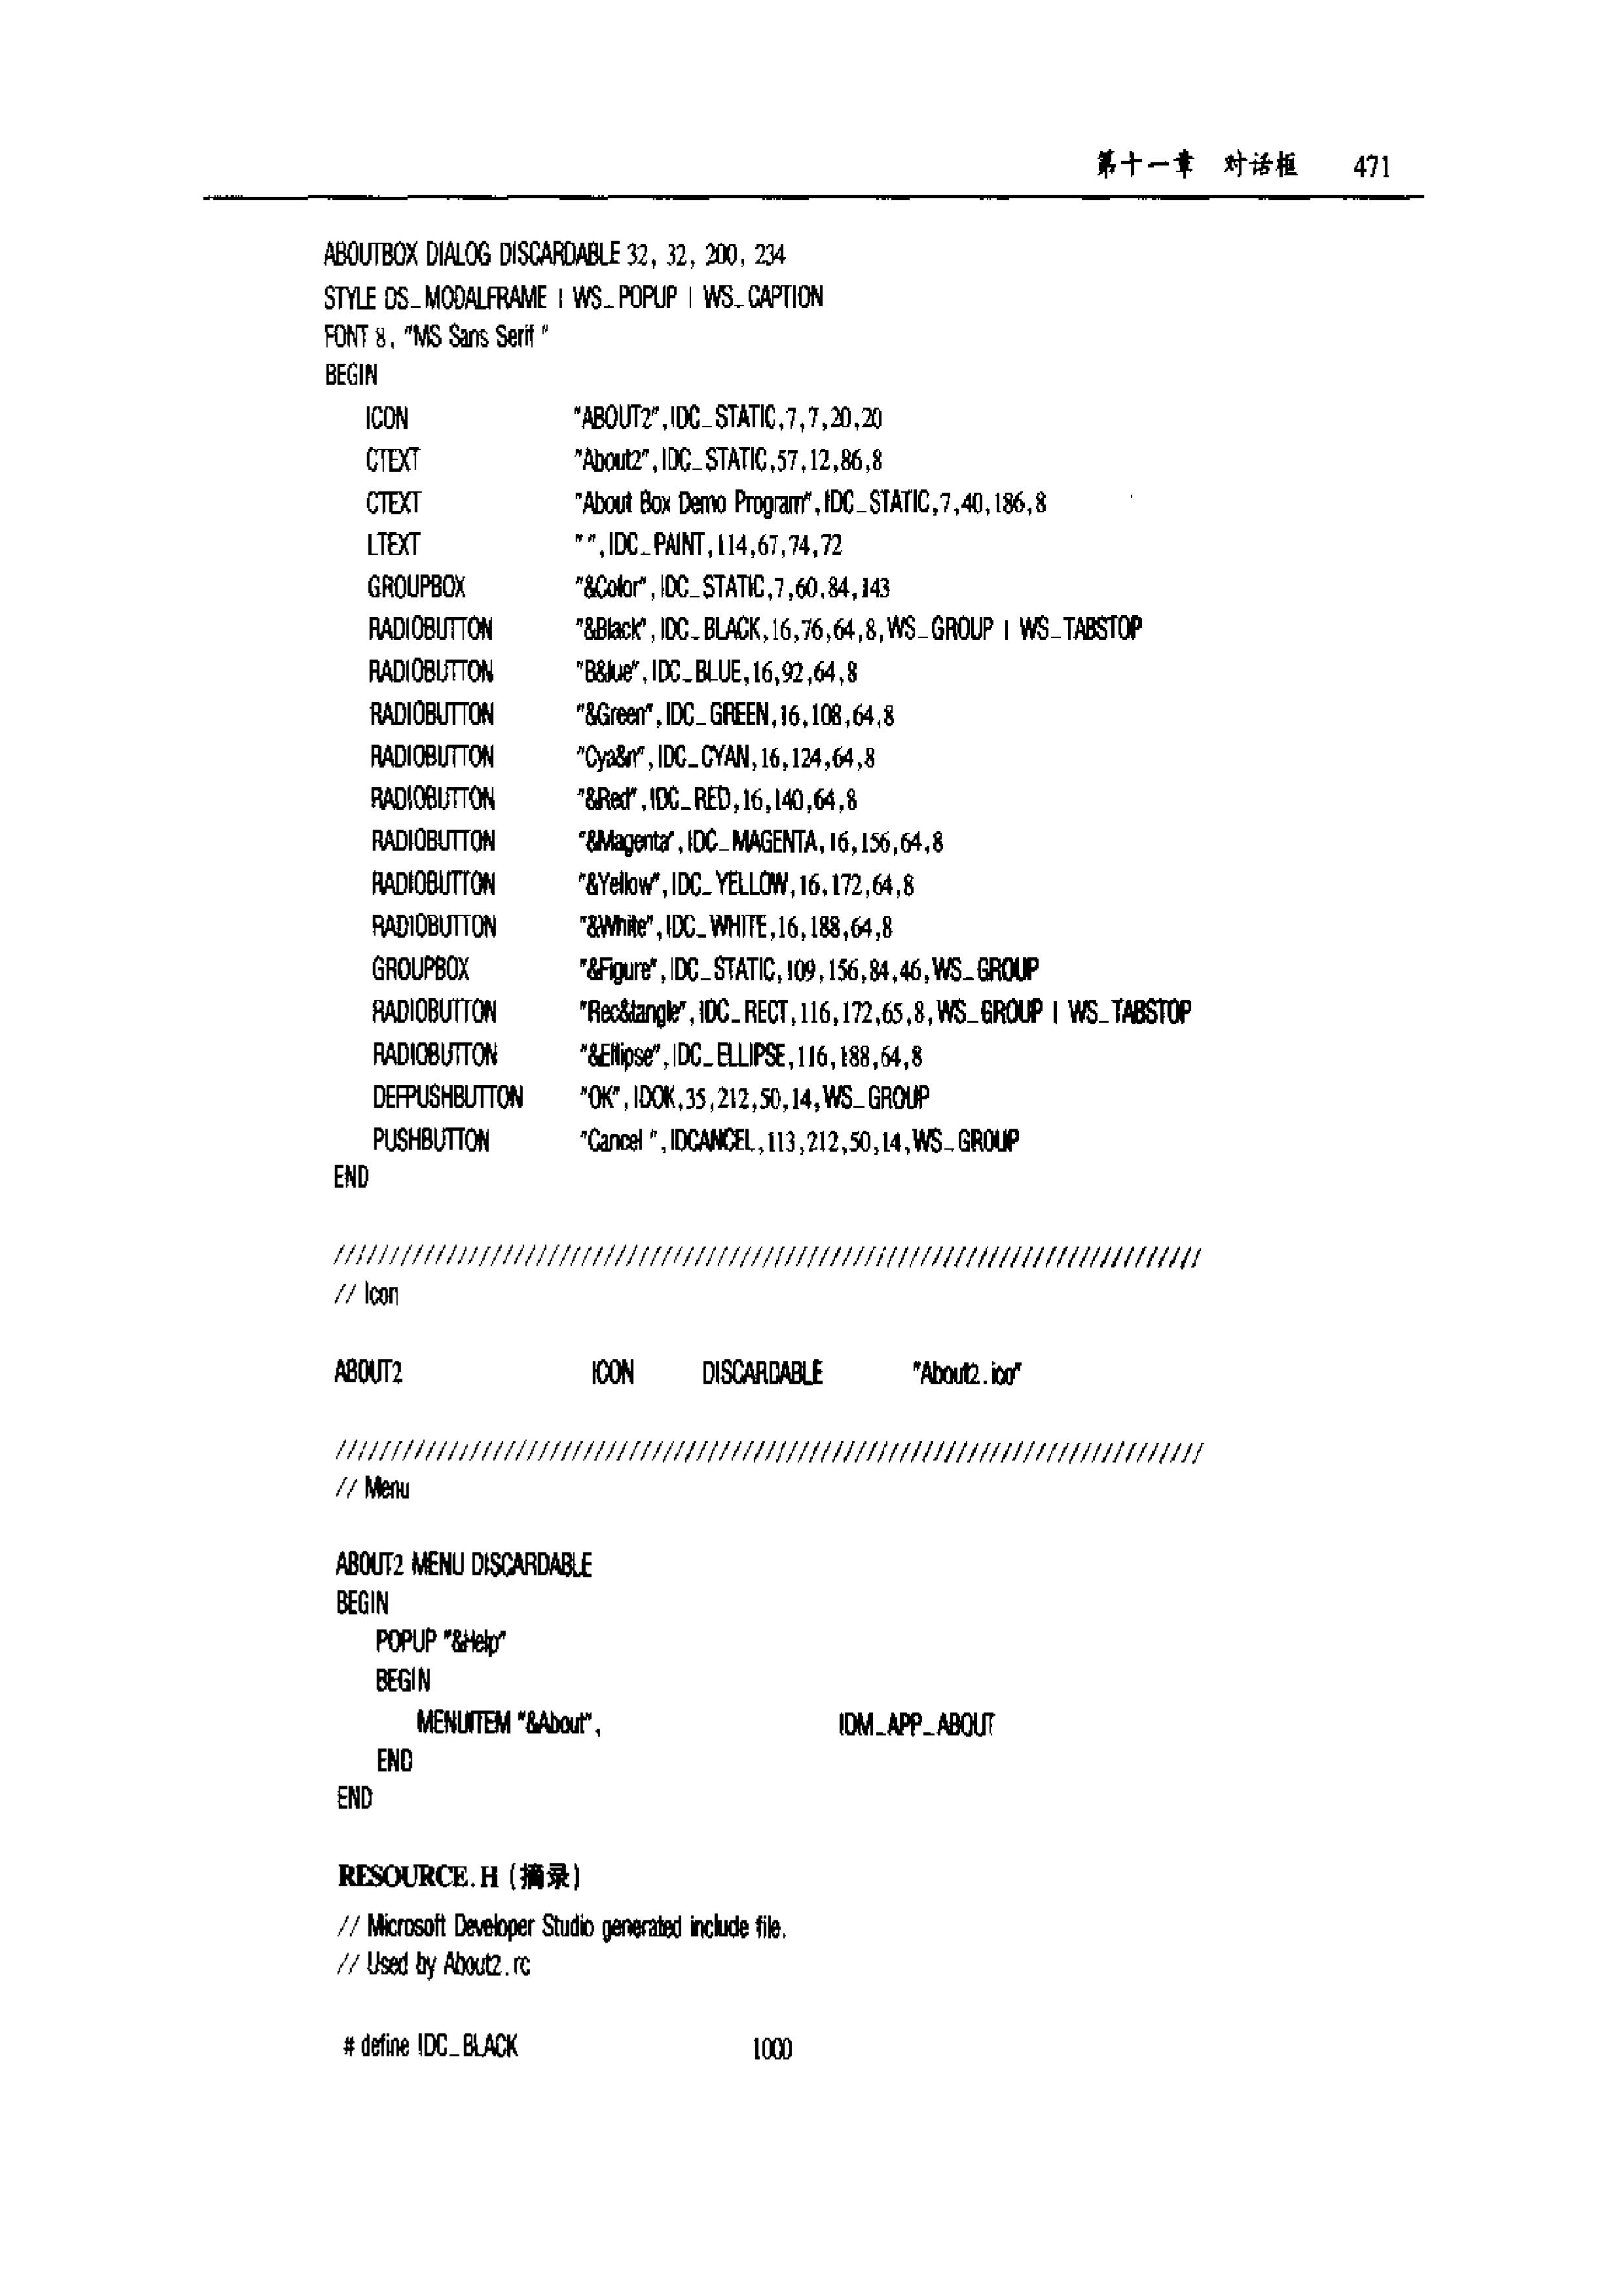 第十一章 对话框 471
ABOUTBOX DIALOG DISCARDABLE 32, 32, 200, 234
STYLE DS_MODALFRAME | WS_POPUP | WS_CAPTION
FONT 8, "MS Sans Serif "
BEGIN
ICON "ABOUT2",IDC_STATIC,7,7,20,20
CTEXT "About2",IDC_STATIC,57,12,86,8
CTEXT "About Box Demo Program",IDC_STATIC,7,40,186,8
LTEXT " ",IDC_PAINT,114,67,74,72
GROUPBOX "&Color",IDC_STATIC,7,60,84,143
RADIOBUTTON "&Black",IDC_BLACK,16,76,64,8,WS_GROUP | WS_TABSTOP
RADIOBUTTON "B&lue",IDC_BLUE,16,92,64,8
RADIOBUTTON "&Green",IDC_GREEN,16,108,64,8
RADIOBUTTON "Cya&n",IDC_CYAN,16,124,64,8
RADIOBUTTON "&Red",IDC_RED,16,140,64,8
RADIOBUTTON "&Magenta",IDC_MAGENTA,16,156,64,8
RADIOBUTTON "&Yellow",IDC_YELLOW,16,172,64,8
RADIOBUTTON "&White",IDC_WHITE,16,188,64,8
GROUPBOX "&Figure",IDC_STATIC,109,156,84,46,WS_GROUP
RADIOBUTTON "Rec&tangle",IDC_RECT,116,172,65,8,WS_GROUP | WS_TABSTOP
RADIOBUTTON "&Ellipse",IDC_ELLIPSE,116,188,64,8
DEFPUSHBUTTON "OK",IDOK,35,212,50,14,WS_GROUP
PUSHBUTTON "Cancel ",IDCANCEL,113,212,50,14,WS_GROUP
END
/////////////////////////////////////////////////////////////////////////////
// Icon
ABOUT2 ICON DISCARDABLE "About2.ico"
/////////////////////////////////////////////////////////////////////////////
// Menu
ABOUT2 MENU DISCARDABLE
BEGIN
POPUP "&Help"
BEGIN
MENUITEM "&About", IDM_APP_ABOUT
END
END
RESOURCE.H (摘录)
// Microsoft Developer Studio generated include file.
// Used by About2.rc
# define IDC_BLACK 1000